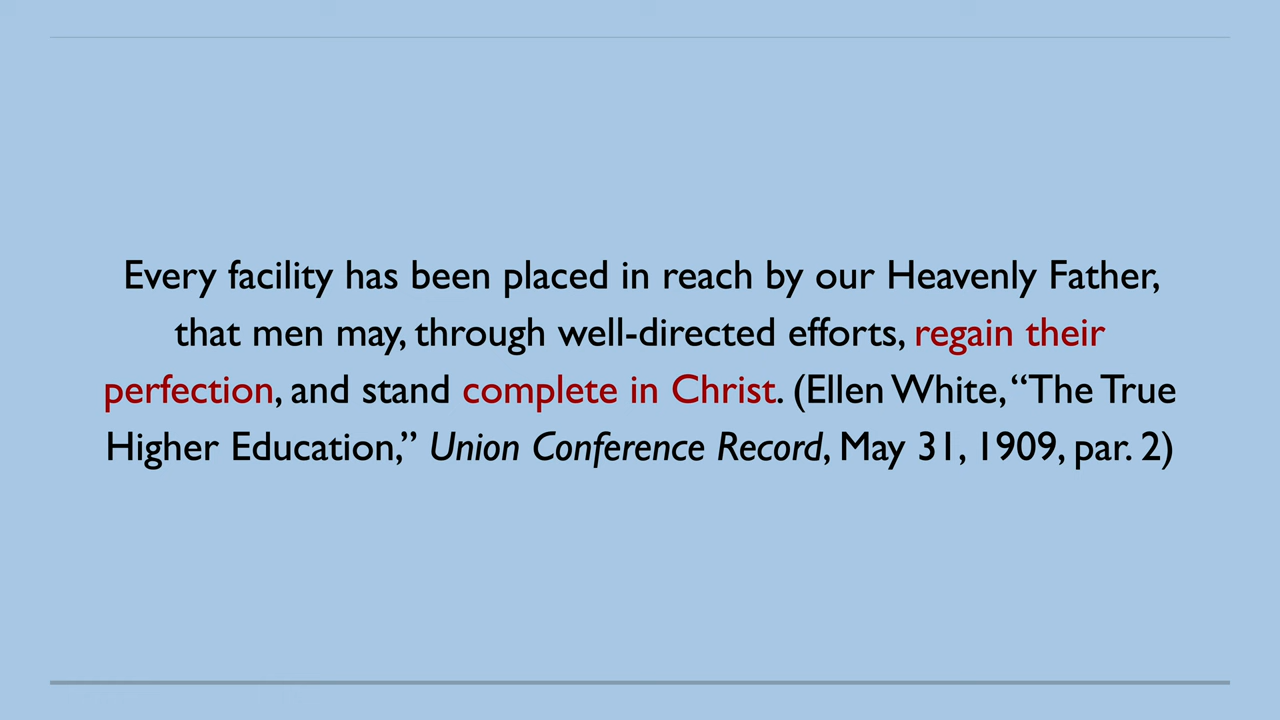 Every facility has been placed in reach by our Heavenly Father,
that men may, through well-directed efforts, regain their
perfection, and stand complete in Christ. (Ellen White, “The True
Higher Education,” Union Conference Record, May 31, 1909, par. 2)